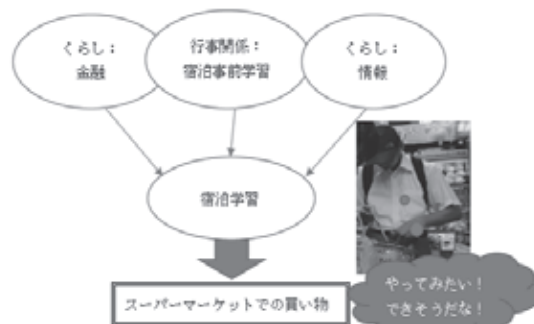 くらし：
金融
行事関係：
宿泊事前学習
くらし：
情報
宿泊学習
スーパーマーケットでの買い物
やってみたい！
できそうだな！